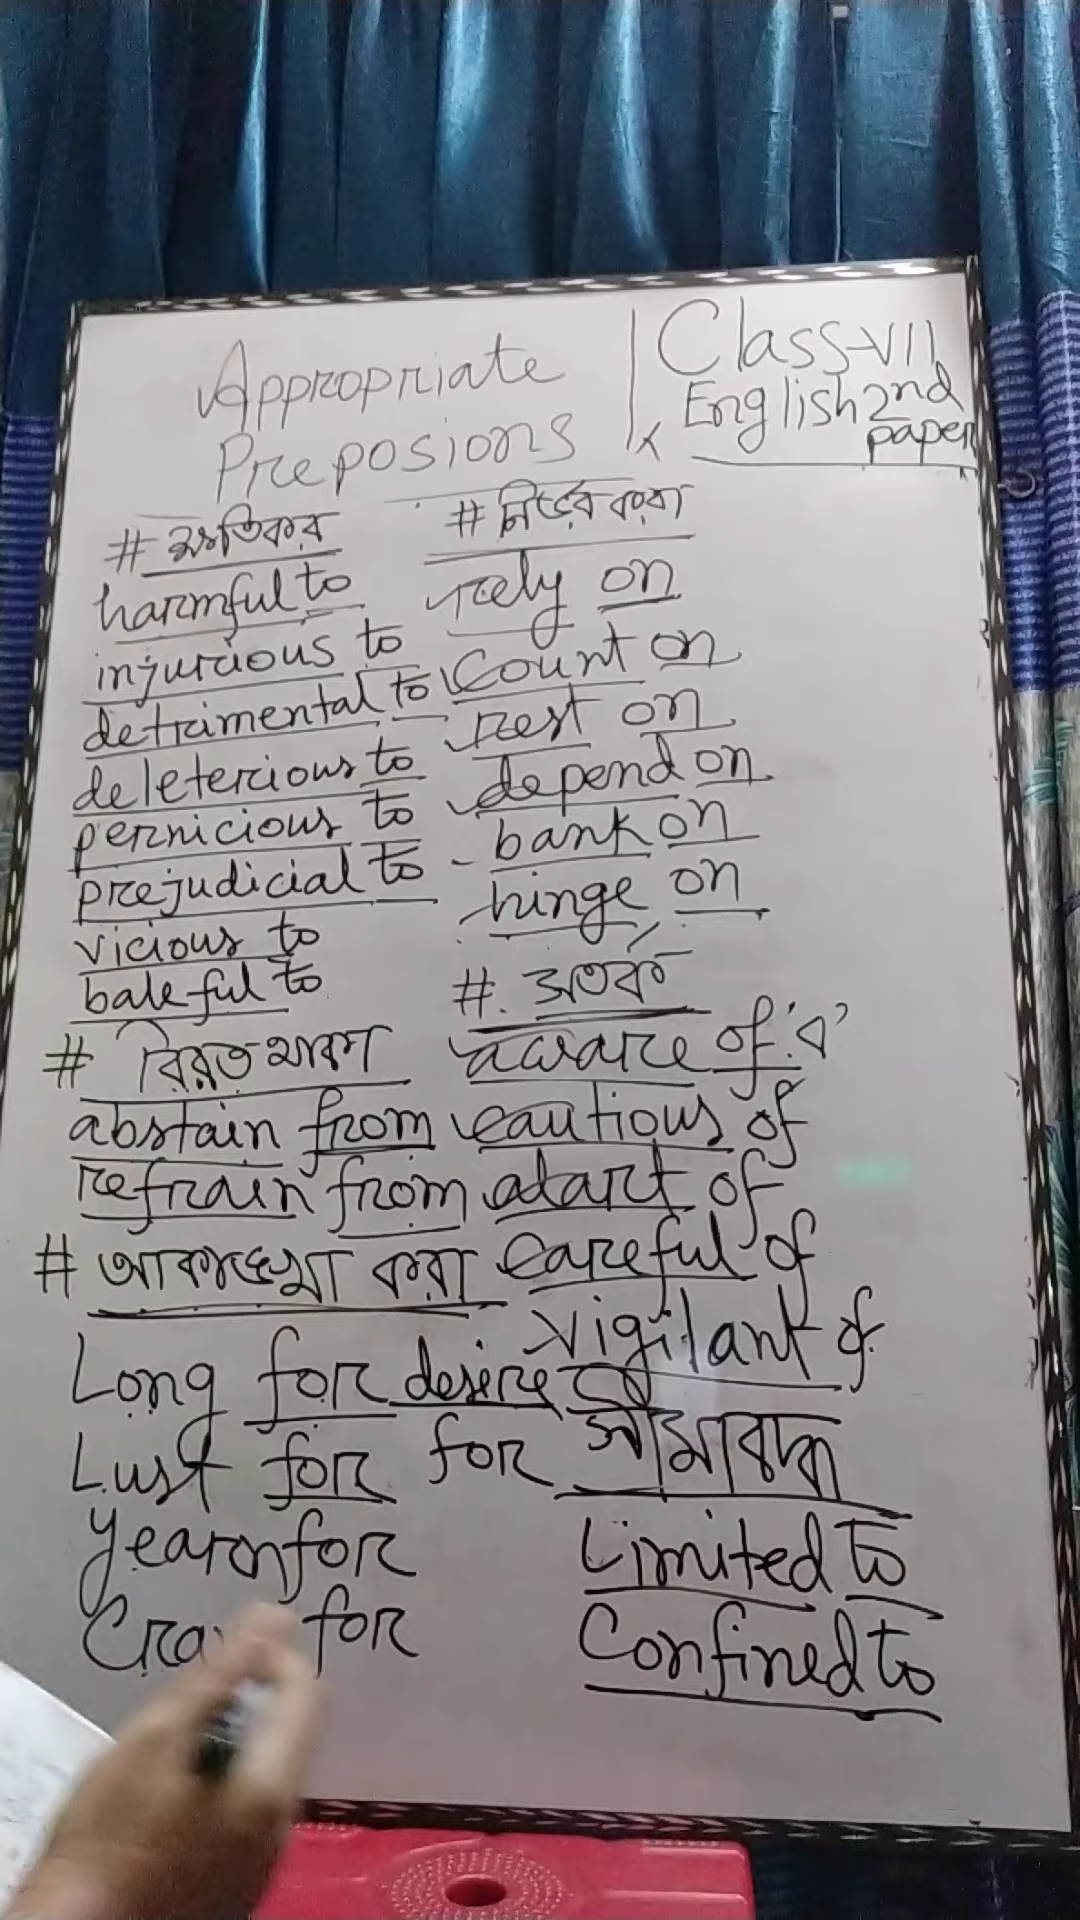 Appropriate
Preposions
Class-VII
English 2nd
paper
# ক্ষতিকর
harmful to
injurious to
detrimental to
deleterious to
pernicious to
prejudicial to
vicious to
baleful to
# বিরত থাকা
abstain from
refrain from
# আকাঙ্খা করা
Long for
Lust for
Yearn for
for
desire
for
# নির্ভর করা
rely on
Count on
rest on
depend on
bank on
hinge on
# সতর্ক
aware of 'ব'
cautious of
alart of
careful of
vigilant of
সীমাবদ্ধ
Limited to
Confined to